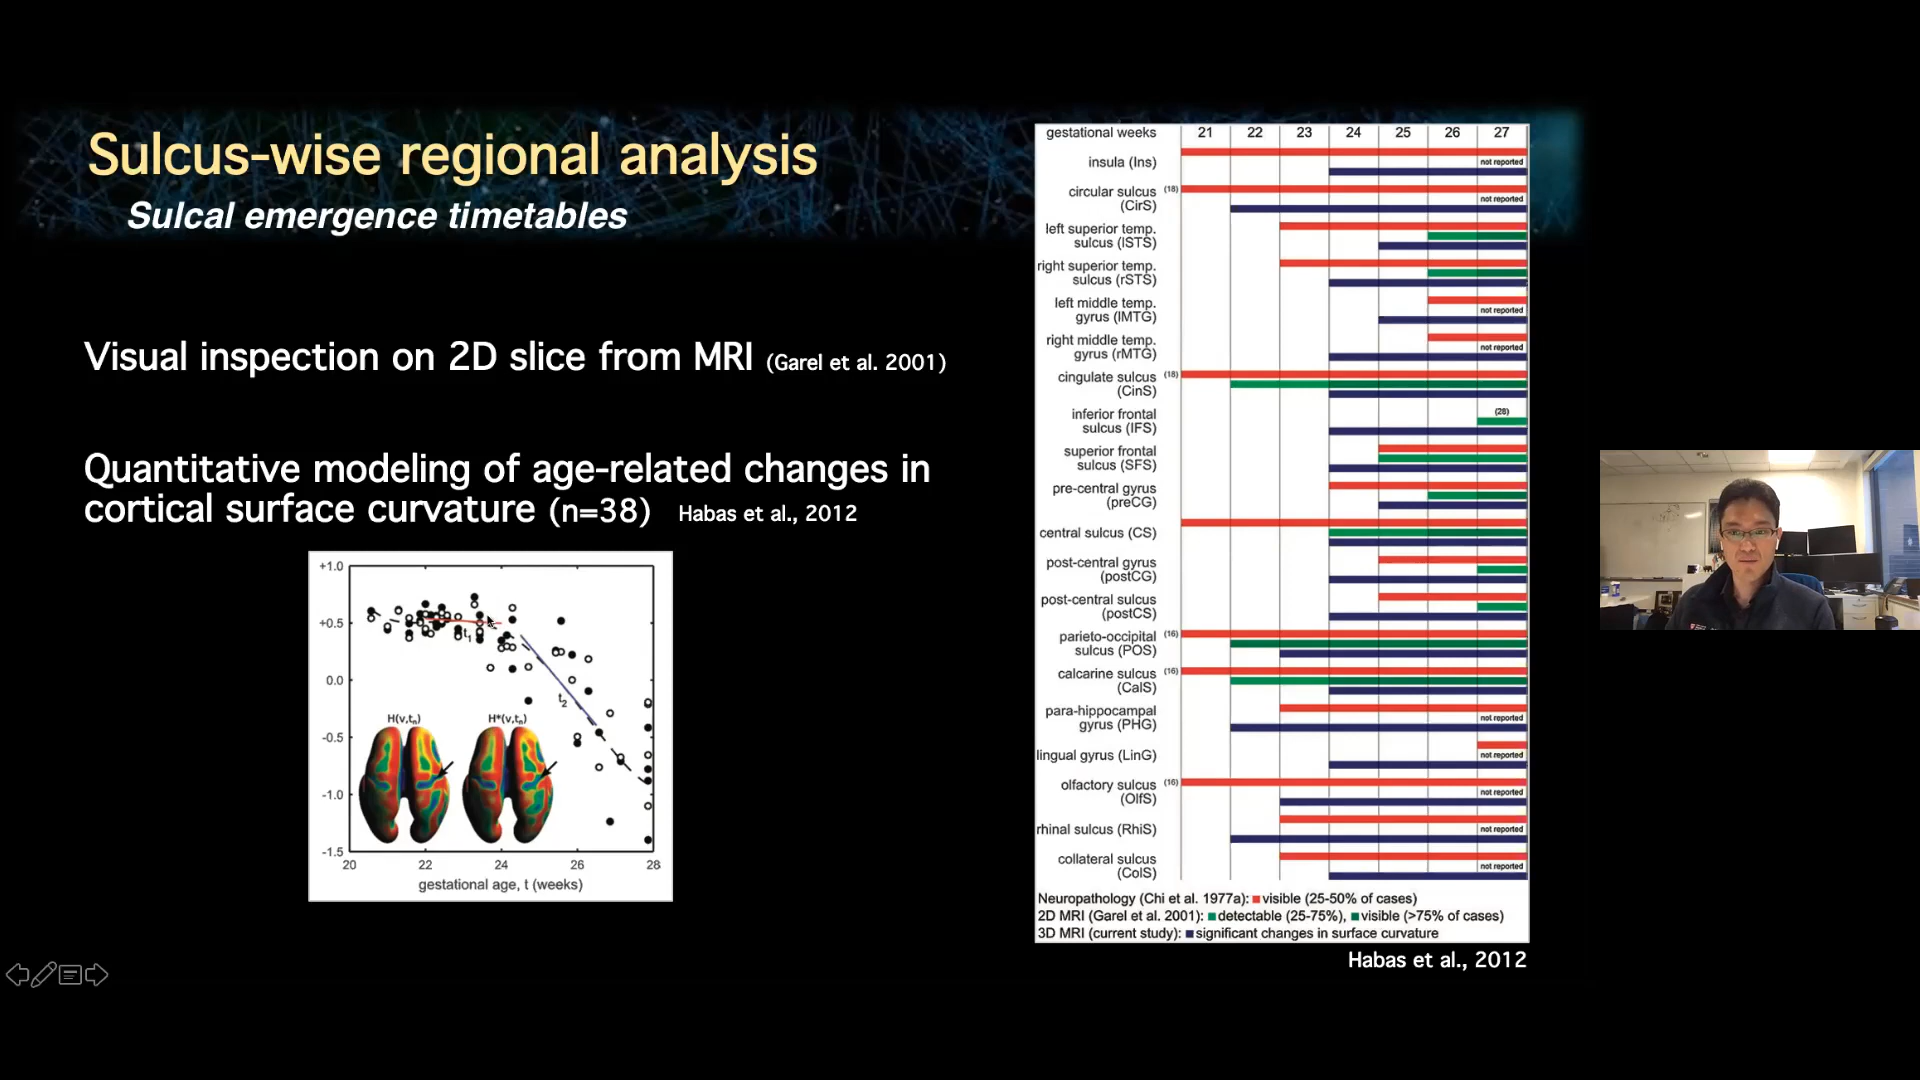 Sulcus-wise regional analysis
Sulcal emergence timetables
Visual inspection on 2D slice from MRI (Garel et al. 2001)
Quantitative modeling of age-related changes in
cortical surface curvature (n=38) Habas et al., 2012
+1.0
+0.5
0.0
-0.5
-1.0
-1.5
t1
t2
H(v,tn)
H*(v,tn)
20 22 24 26 28
gestational age, t (weeks)
gestational weeks 21 22 23 24 25 26 27
insula (Ins)
not reported
circular sulcus (18)
(CirS)
not reported
left superior temp.
sulcus (lSTS)
right superior temp.
sulcus (rSTS)
left middle temp.
gyrus (lMTG)
not reported
right middle temp.
gyrus (rMTG)
not reported
cingulate sulcus (18)
(CinS)
inferior frontal
sulcus (IFS)
(28)
superior frontal
sulcus (SFS)
pre-central gyrus
(preCG)
central sulcus (CS)
post-central gyrus
(postCG)
post-central sulcus
(postCS)
parieto-occipital (16)
sulcus (POS)
calcarine sulcus (16)
(CalS)
para-hippocampal
gyrus (PHG)
not reported
lingual gyrus (LinG)
not reported
olfactory sulcus (16)
(OlfS)
not reported
rhinal sulcus (RhiS)
not reported
collateral sulcus
(ColS)
not reported
Neuropathology (Chi et al. 1977a): visible (25-50% of cases)
2D MRI (Garel et al. 2001): detectable (25-75%), visible (>75% of cases)
3D MRI (current study): significant changes in surface curvature
Habas et al., 2012